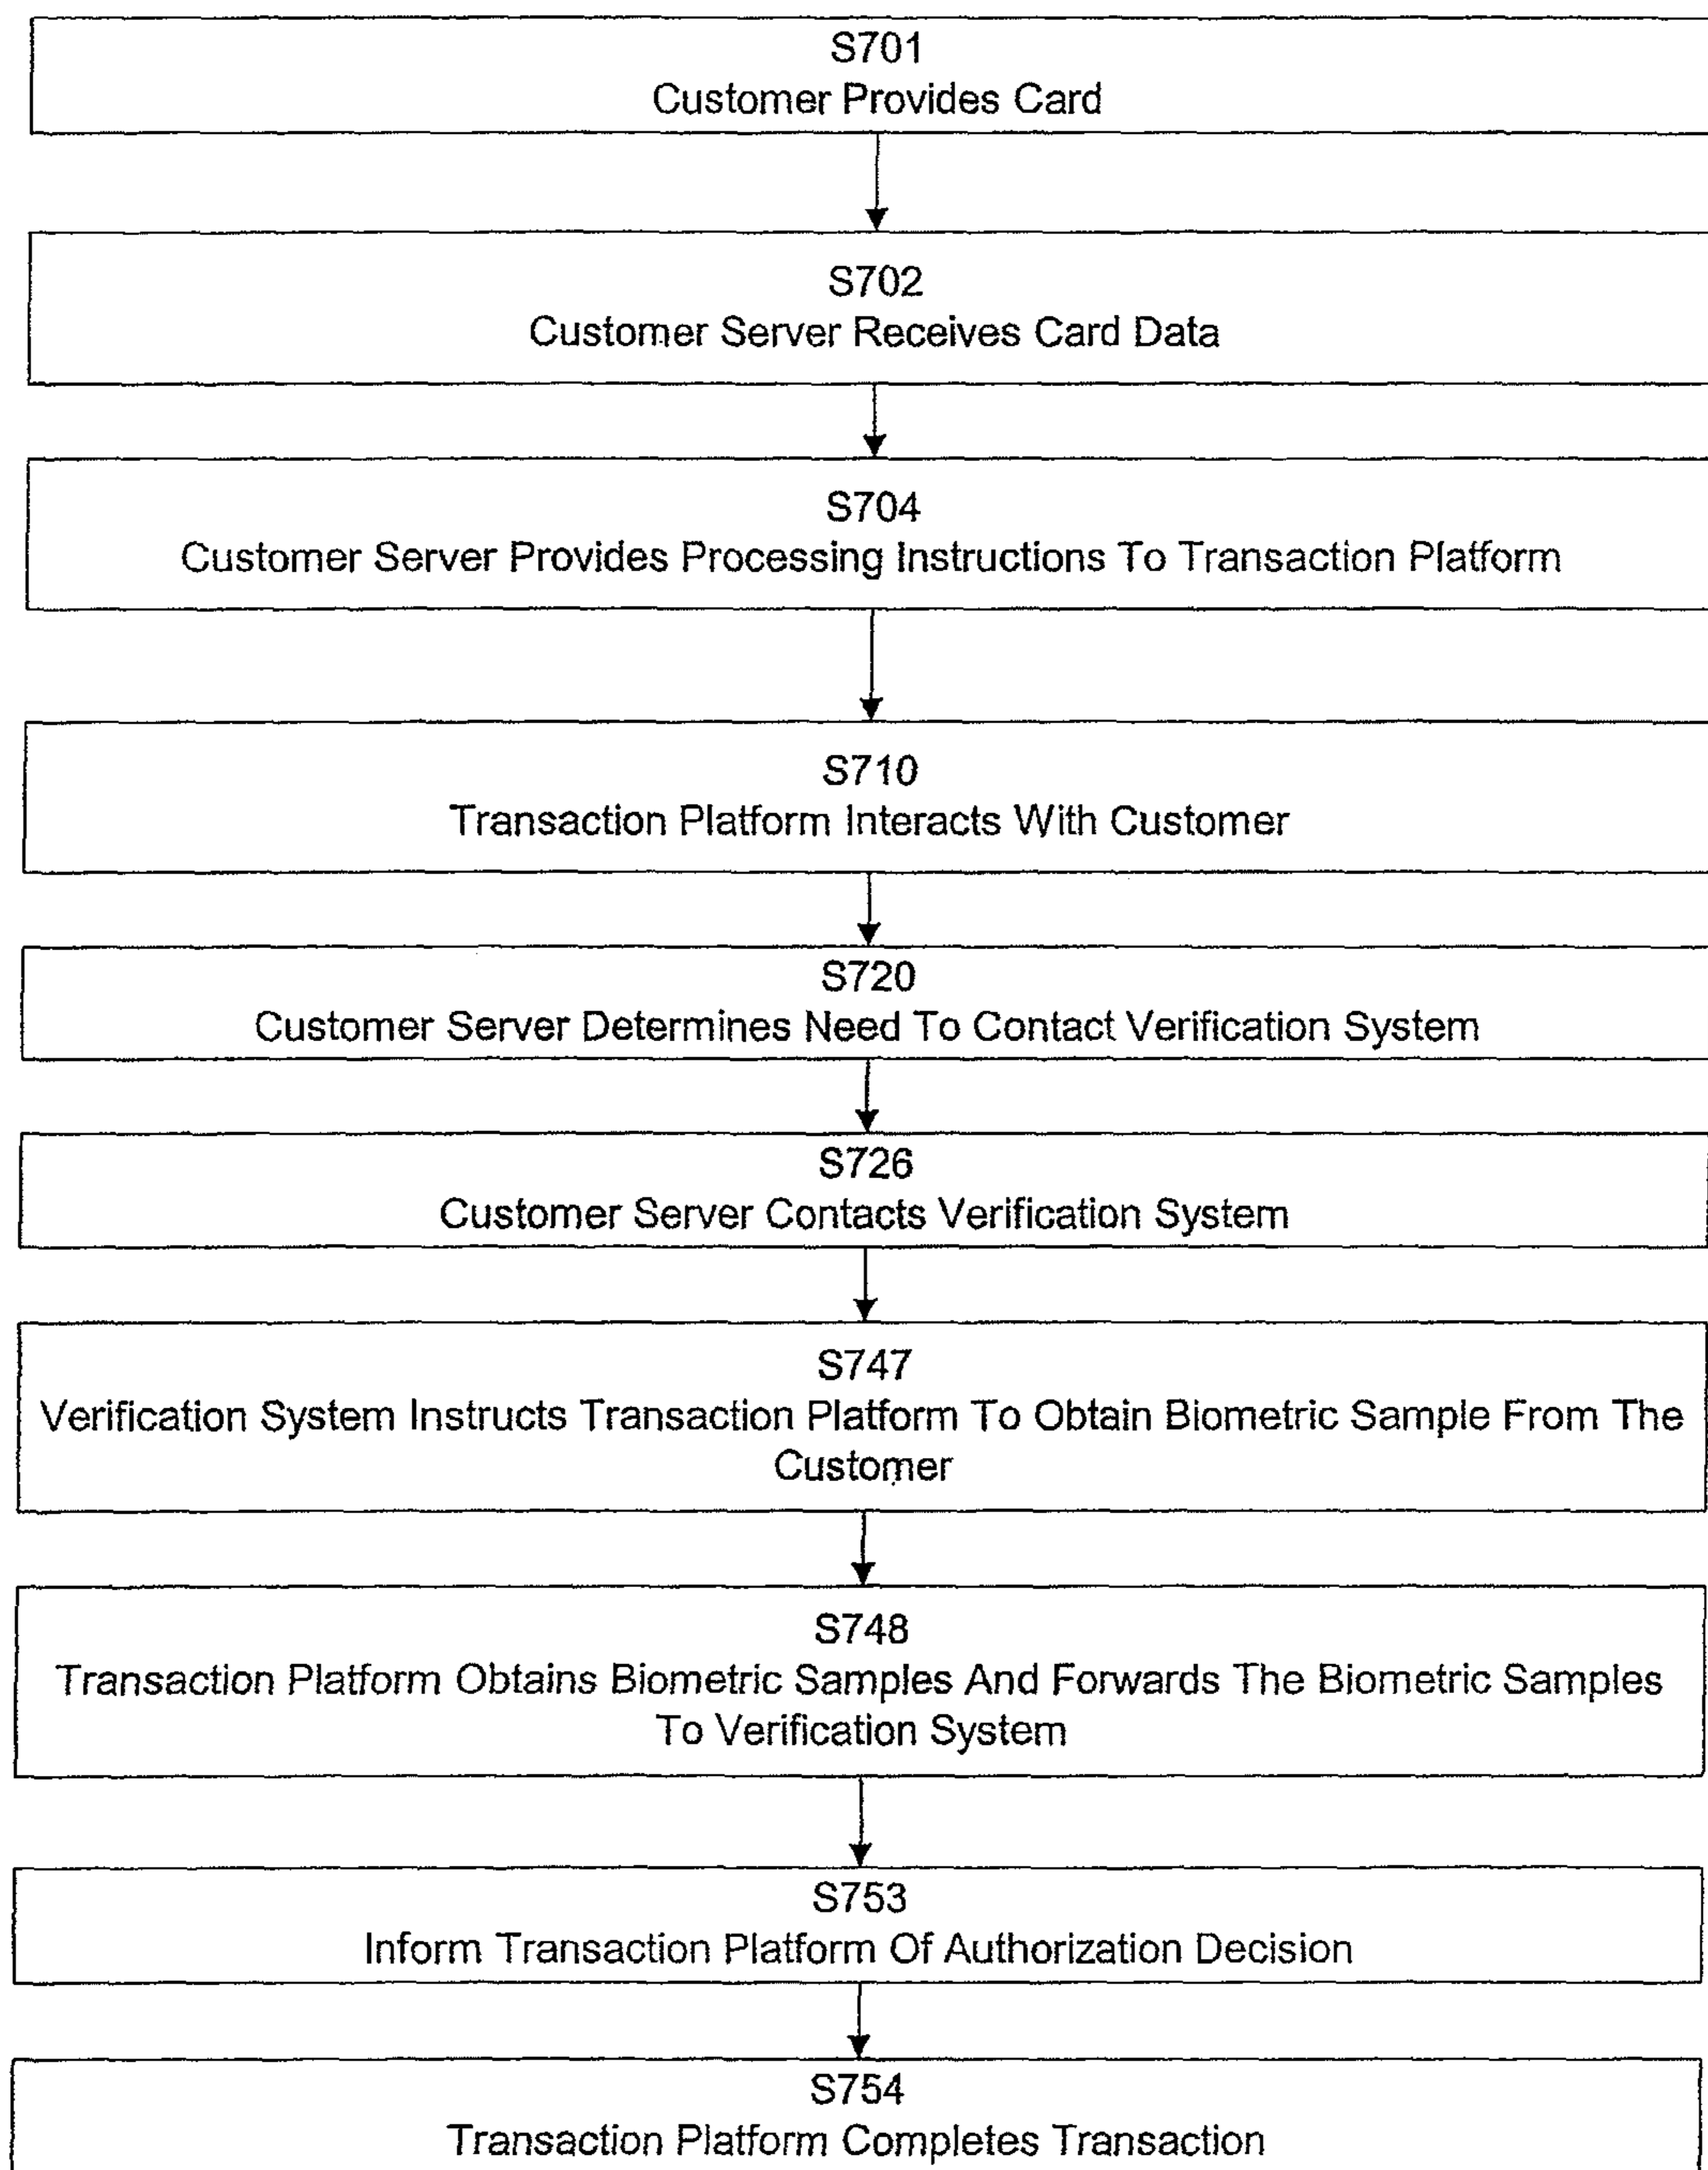 S701
Customer Provides Card
S702
Customer Server Receives Card Data
S704
Customer Server Provides Processing Instructions To Transaction Platform
S710
Transaction Platform Interacts With Customer
S720
Customer Server Determines Need To Contact Verification System
S726
Customer Server Contacts Verification System
S747
Verification System Instructs Transaction Platform To Obtain Biometric Sample From The
Customer
S748
Transaction Platform Obtains Biometric Samples And Forwards The Biometric Samples
To Verification System
S753
Inform Transaction Platform Of Authorization Decision
S754
Transaction Platform Completes Transaction